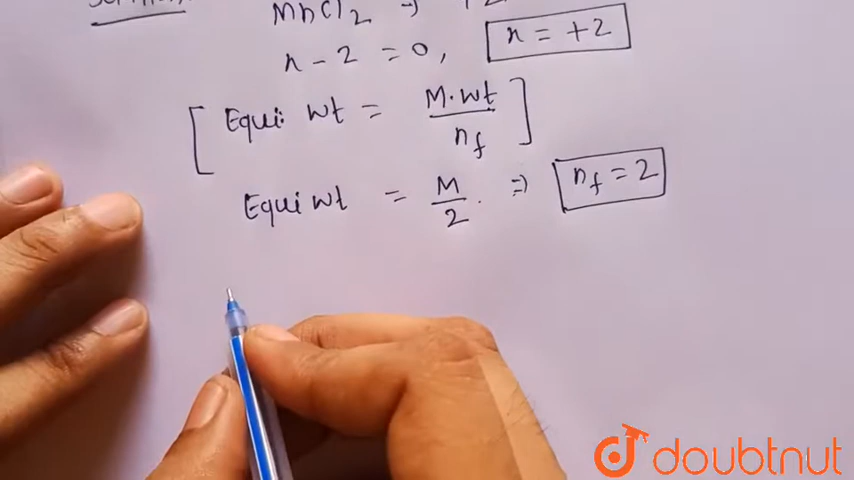 MnCl2 →
x - 2 = 0, x = +2
[ Equi: wt = M.wt / nf ]
Equi wt = M / 2 . ⇒ nf = 2
doubtnut